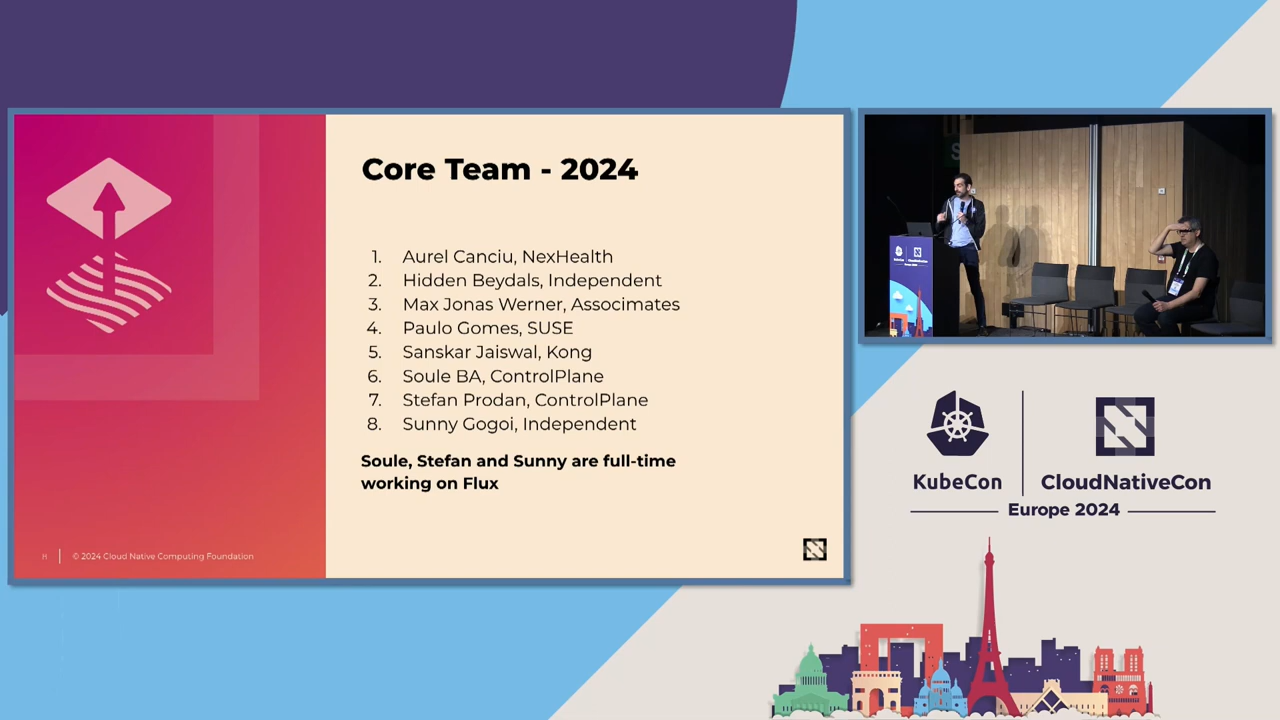 Core Team - 2024
1. Aurel Canciu, NexHealth
2. Hidden Beydals, Independent
3. Max Jonas Werner, Associmates
4. Paulo Gomes, SUSE
5. Sanskar Jaiswal, Kong
6. Soule BA, ControlPlane
7. Stefan Prodan, ControlPlane
8. Sunny Gogoi, Independent
Soule, Stefan and Sunny are full-time
working on Flux
© 2024 Cloud Native Computing Foundation
KubeCon
CloudNativeCon
Europe 2024